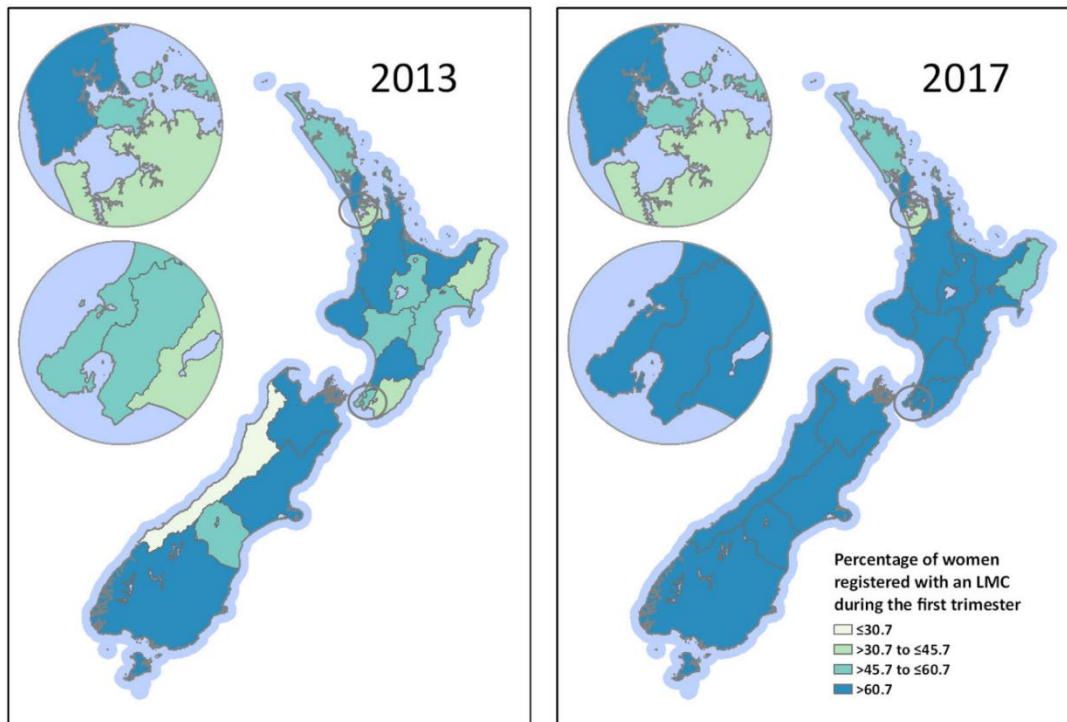 2013
2017
Percentage of women
registered with an LMC
during the first trimester
≤30.7
>30.7 to ≤45.7
>45.7 to ≤60.7
>60.7